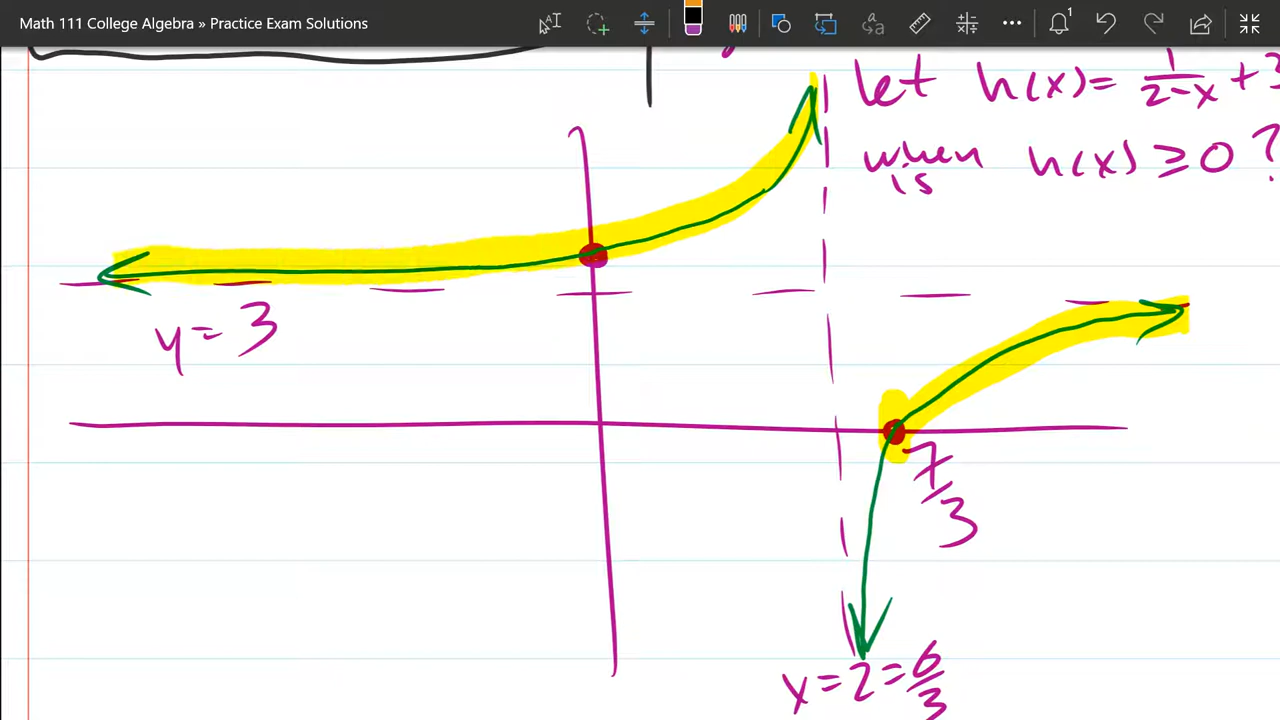 Math 111 College Algebra » Practice Exam Solutions
let h(x) = 1/(2-x) + 3
when is h(x) ≥ 0 ?
y = 3
7/3
x = 2 = 6/3